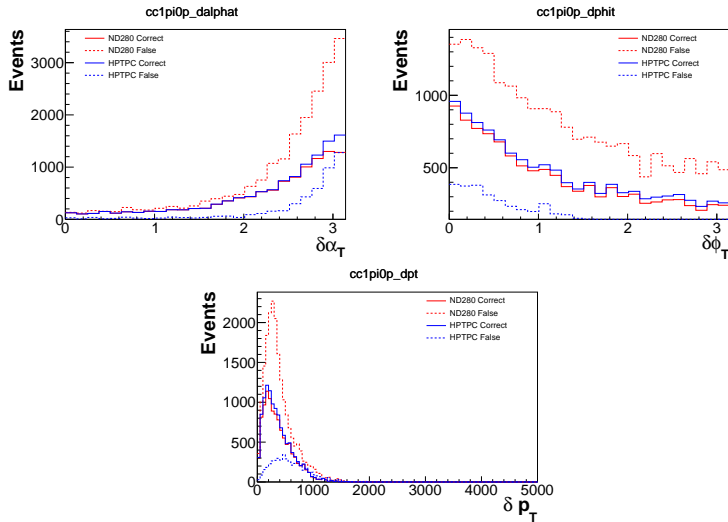 cc1pi0p_dalphat
Events
ND280 Correct
ND280 False
HPTPC Correct
HPTPC False
3000
2000
1000
0
0 1 2 3
δα_T
cc1pi0p_dphit
Events
ND280 Correct
ND280 False
HPTPC Correct
HPTPC False
1000
500
0 1 2 3
δϕ_T
cc1pi0p_dpt
Events
ND280 Correct
ND280 False
HPTPC Correct
HPTPC False
2000
1500
1000
500
0
0 1000 2000 3000 4000 5000
δ p_T